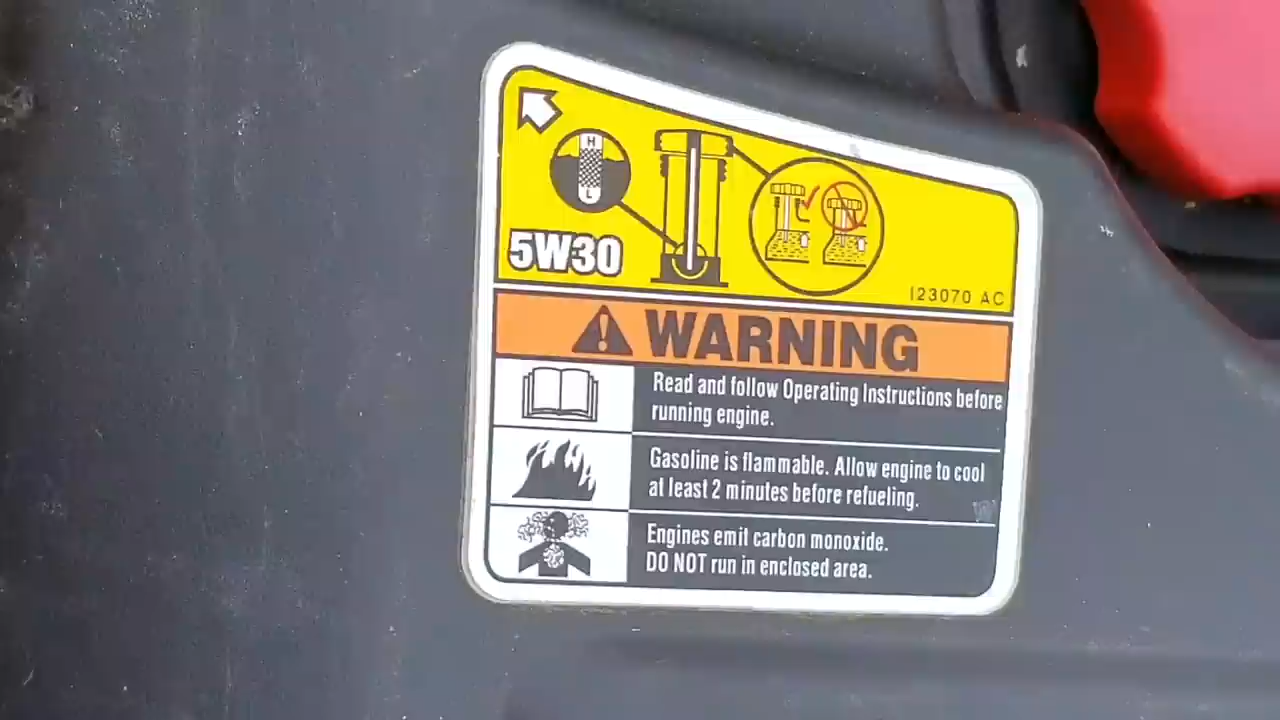 H
L
5W30
123070 AC
WARNING
Read and follow Operating Instructions before
running engine.
Gasoline is flammable. Allow engine to cool
at least 2 minutes before refueling.
Engines emit carbon monoxide.
DO NOT run in enclosed area.